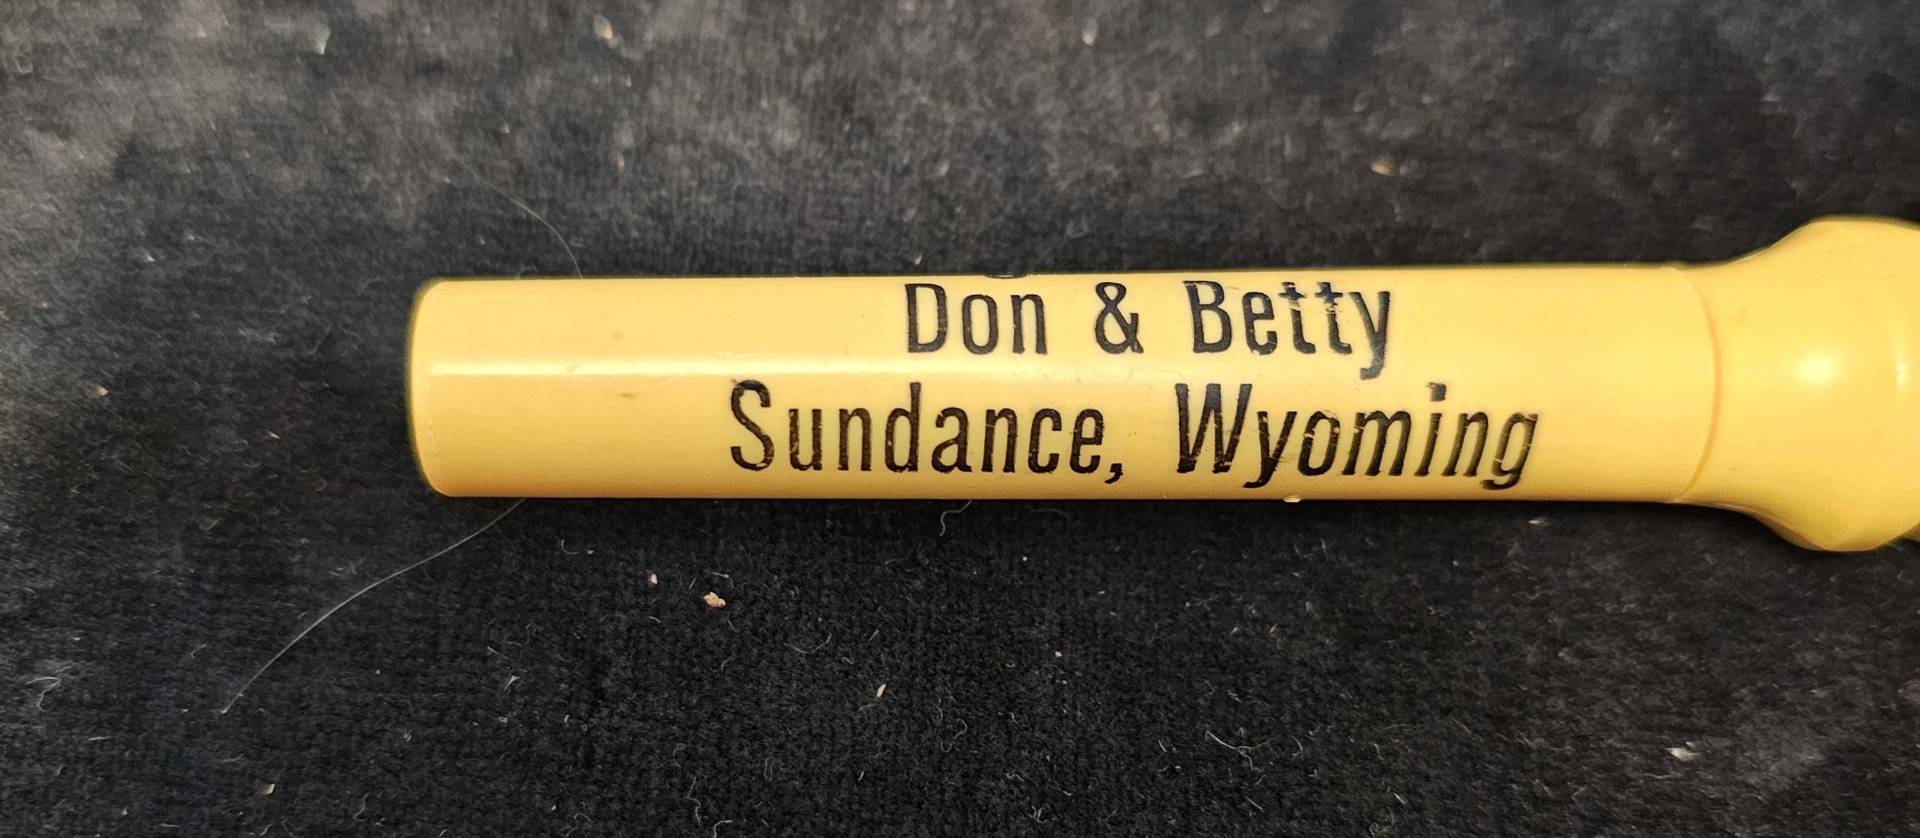 Don & Betty
Sundance, Wyoming